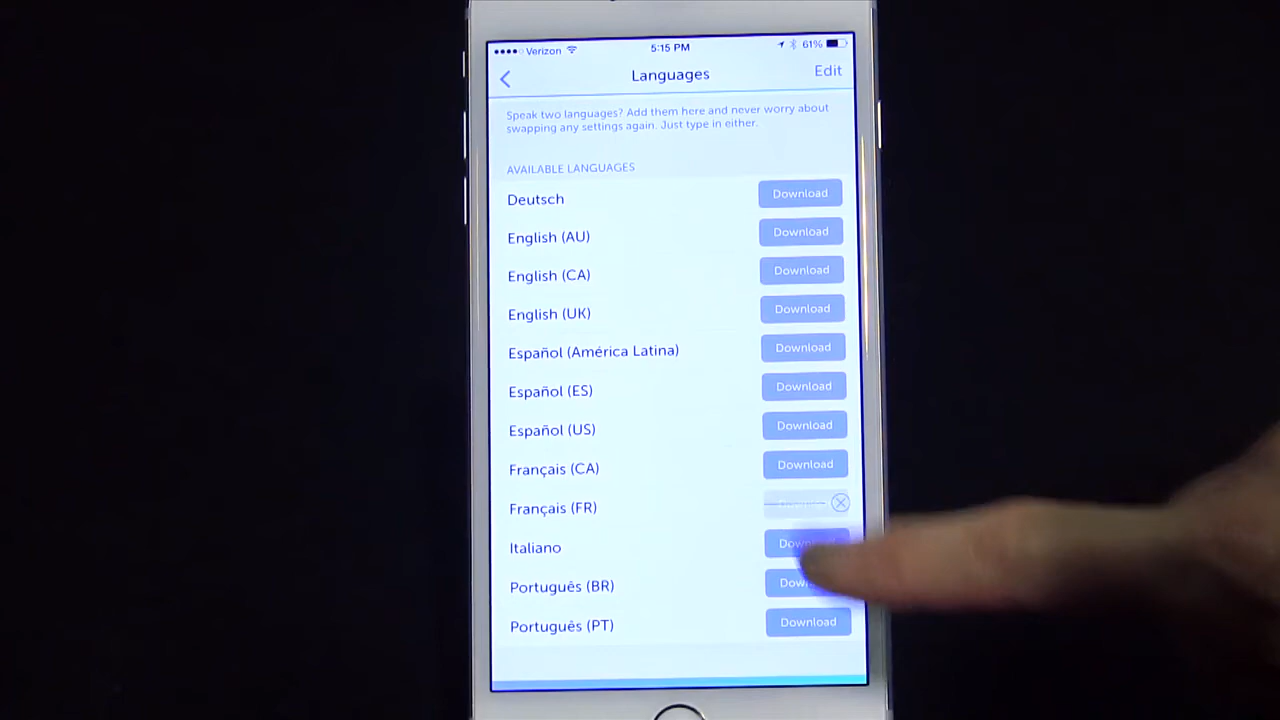 Verizon 5:15 PM 61%
Languages Edit
Speak two languages? Add them here and never worry about
swapping any settings again. Just type in either.
AVAILABLE LANGUAGES
Deutsch Download
English (AU) Download
English (CA) Download
English (UK) Download
Español (América Latina) Download
Español (ES) Download
Español (US) Download
Français (CA) Download
Français (FR)
Italiano
Português (BR)
Português (PT) Download